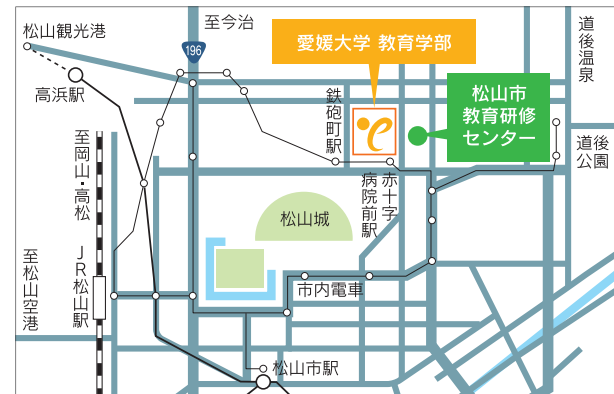 至今治
松山観光港
196
愛媛大学 教育学部
道後温泉
高浜駅
鉄砲町駅
松山市
教育研修
センター
至岡山・高松
道後
公園
赤十字
病院前駅
松山城
至松山空港
JR松山駅
市内電車
松山市駅